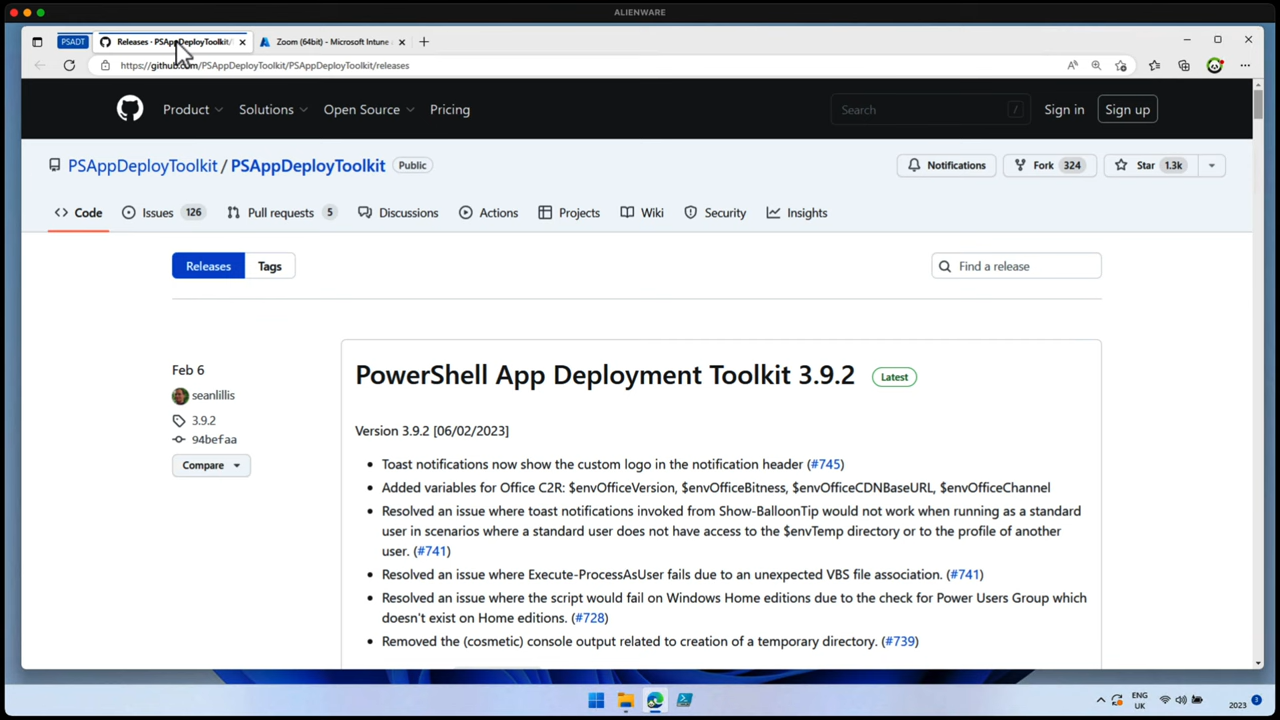 ALIENWARE
PSADT
Releases · PSAppDeployToolkit/
Zoom (64bit) - Microsoft Intune
https://github.com/PSAppDeployToolkit/PSAppDeployToolkit/releases
Product Solutions Open Source Pricing
Search /
Sign in Sign up
PSAppDeployToolkit / PSAppDeployToolkit Public
Notifications Fork 324 Star 1.3k
Code Issues 126 Pull requests 5 Discussions Actions Projects Wiki Security Insights
Releases Tags
Find a release
Feb 6
seanlillis
3.9.2
94befaa
Compare
PowerShell App Deployment Toolkit 3.9.2 Latest
Version 3.9.2 [06/02/2023]
• Toast notifications now show the custom logo in the notification header (#745)
• Added variables for Office C2R: $envOfficeVersion, $envOfficeBitness, $envOfficeCDNBaseURL, $envOfficeChannel
• Resolved an issue where toast notifications invoked from Show-BalloonTip would not work when running as a standard
user in scenarios where a standard user does not have access to the $envTemp directory or to the profile of another
user. (#741)
• Resolved an issue where Execute-ProcessAsUser fails due to an unexpected VBS file association. (#741)
• Resolved an issue where the script would fail on Windows Home editions due to the check for Power Users Group which
doesn't exist on Home editions. (#728)
• Removed the (cosmetic) console output related to creation of a temporary directory. (#739)
ENG
UK
2023
3